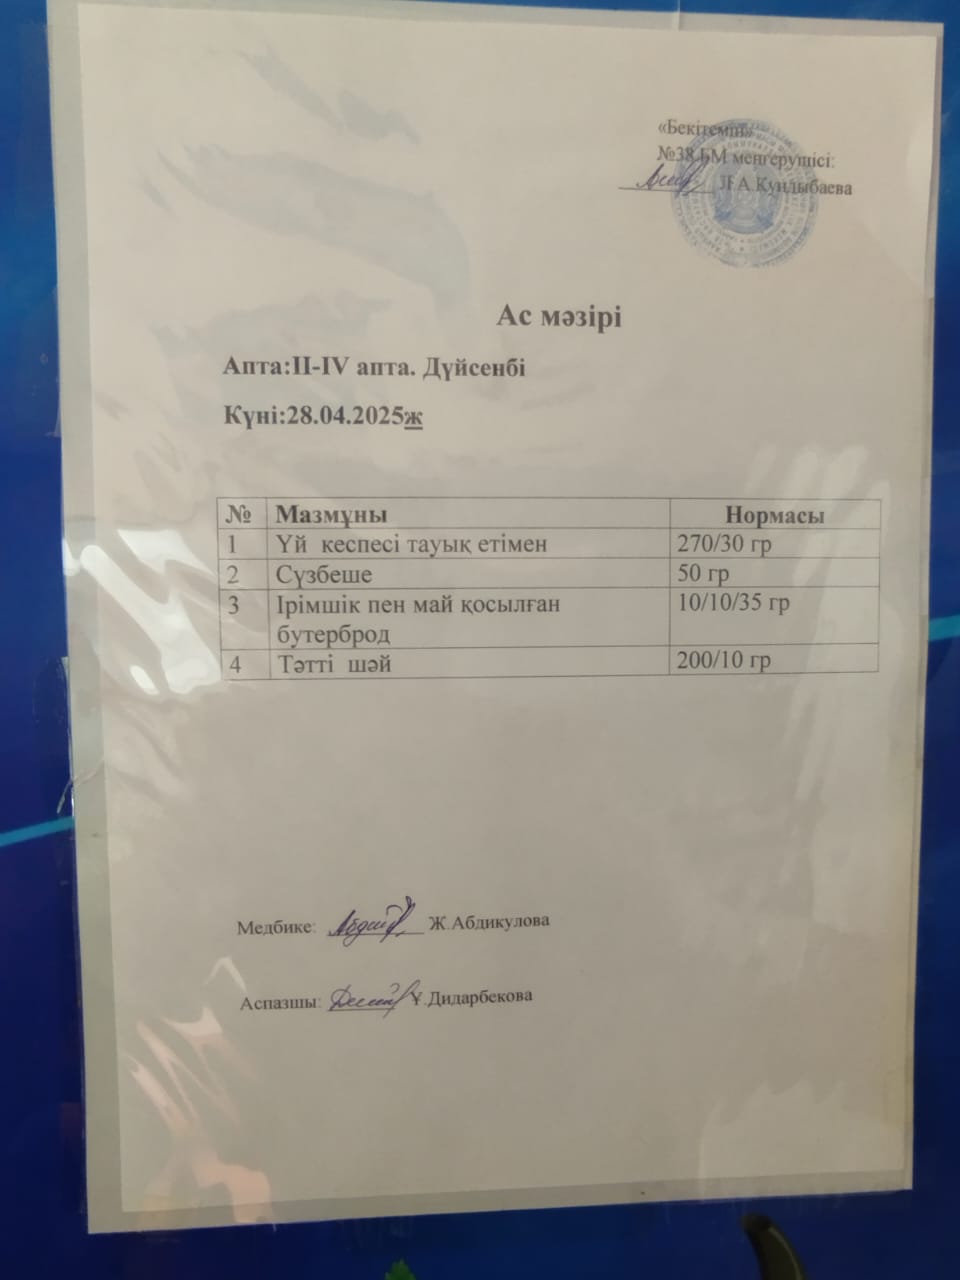 «Бекітемін»
№38 БМ меңгерушісі:
Л.А.Кундыбаева
Ас мәзірі
Апта:II-IV апта. Дүйсенбі
Күні:28.04.2025ж
№ Мазмұны Нормасы
1 Үй кеспесі тауық етімен 270/30 гр
2 Сүзбеше 50 гр
3 Ірімшік пен май қосылған 10/10/35 гр
бутерброд
4 Тәтті шәй 200/10 гр
Медбике: Ж.Абдикулова
Аспазшы: Ұ.Дидарбекова